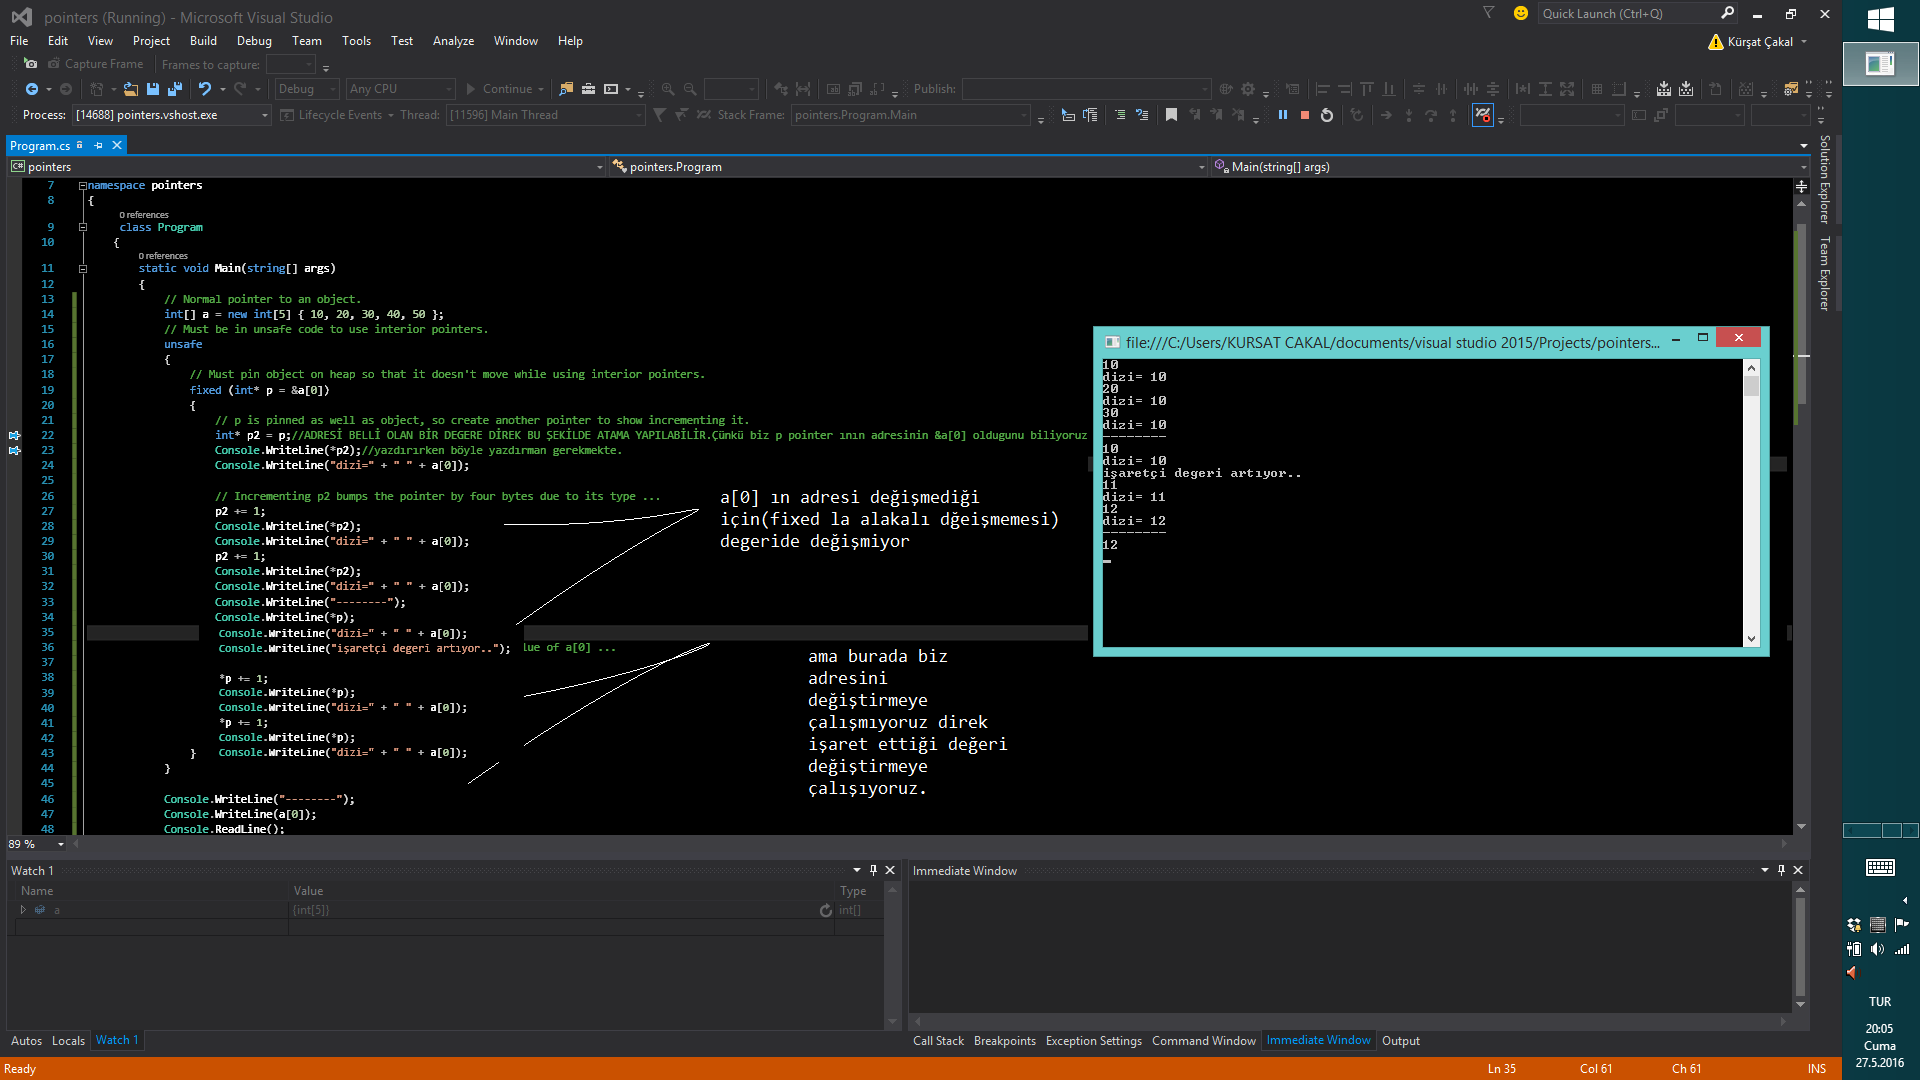 pointers (Running) - Microsoft Visual Studio
Quick Launch (Ctrl+Q)
File Edit View Project Build Debug Team Tools Test Analyze Window Help
Kürşat Çakal
Capture Frame Frames to capture:
Debug Any CPU Continue Publish:
Process: [14688] pointers.vshost.exe Lifecycle Events Thread: [11596] Main Thread Stack Frame: pointers.Program.Main
Program.cs
pointers pointers.Program Main(string[] args)
Solution Explorer
Team Explorer
7 namespace pointers
8 {
0 references
9 class Program
10 {
0 references
11 static void Main(string[] args)
12 {
13 // Normal pointer to an object.
14 int[] a = new int[5] { 10, 20, 30, 40, 50 };
15 // Must be in unsafe code to use interior pointers.
16 unsafe
17 {
18 // Must pin object on heap so that it doesn't move while using interior pointers.
19 fixed (int* p = &a[0])
20 {
21 // p is pinned as well as object, so create another pointer to show incrementing it.
22 int* p2 = p;//ADRESİ BELLİ OLAN BİR DEGERE DİREK BU ŞEKİLDE ATAMA YAPILABİLİR.Çünkü biz p pointer ının adresinin &a[0] oldugunu biliyoruz
23 Console.WriteLine(*p2);//yazdırırken böyle yazdırman gerekmekte.
24 Console.WriteLine("dizi=" + " " + a[0]);
25
26 // Incrementing p2 bumps the pointer by four bytes due to its type ...
27 p2 += 1;
28 Console.WriteLine(*p2);
29 Console.WriteLine("dizi=" + " " + a[0]);
30 p2 += 1;
31 Console.WriteLine(*p2);
32 Console.WriteLine("dizi=" + " " + a[0]);
33 Console.WriteLine("--------");
34 Console.WriteLine(*p);
35 Console.WriteLine("dizi=" + " " + a[0]);
36 Console.WriteLine("işaretçi degeri artıyor.."); lue of a[0] ...
37
38 *p += 1;
39 Console.WriteLine(*p);
40 Console.WriteLine("dizi=" + " " + a[0]);
41 *p += 1;
42 Console.WriteLine(*p);
43 } Console.WriteLine("dizi=" + " " + a[0]);
44 }
45
46 Console.WriteLine("--------");
47 Console.WriteLine(a[0]);
48 Console.ReadLine();
a[0] ın adresi değişmediği
için(fixed la alakalı dğeişmemesi)
degeride değişmiyor
ama burada biz
adresini
değiştirmeye
çalışmıyoruz direk
işaret ettiği değeri
değiştirmeye
çalışıyoruz.
file:///C:/Users/KURSAT CAKAL/documents/visual studio 2015/Projects/pointers...
10
dizi= 10
20
dizi= 10
30
dizi= 10
--------
10
dizi= 10
işaretçi degeri artıyor..
11
dizi= 11
12
dizi= 12
--------
12
89 %
Watch 1
Name Value Type
a {int[5]} int[]
Immediate Window
Autos Locals Watch 1
Call Stack Breakpoints Exception Settings Command Window Immediate Window Output
Ready Ln 35 Col 61 Ch 61 INS
TUR
20:05
Cuma
27.5.2016